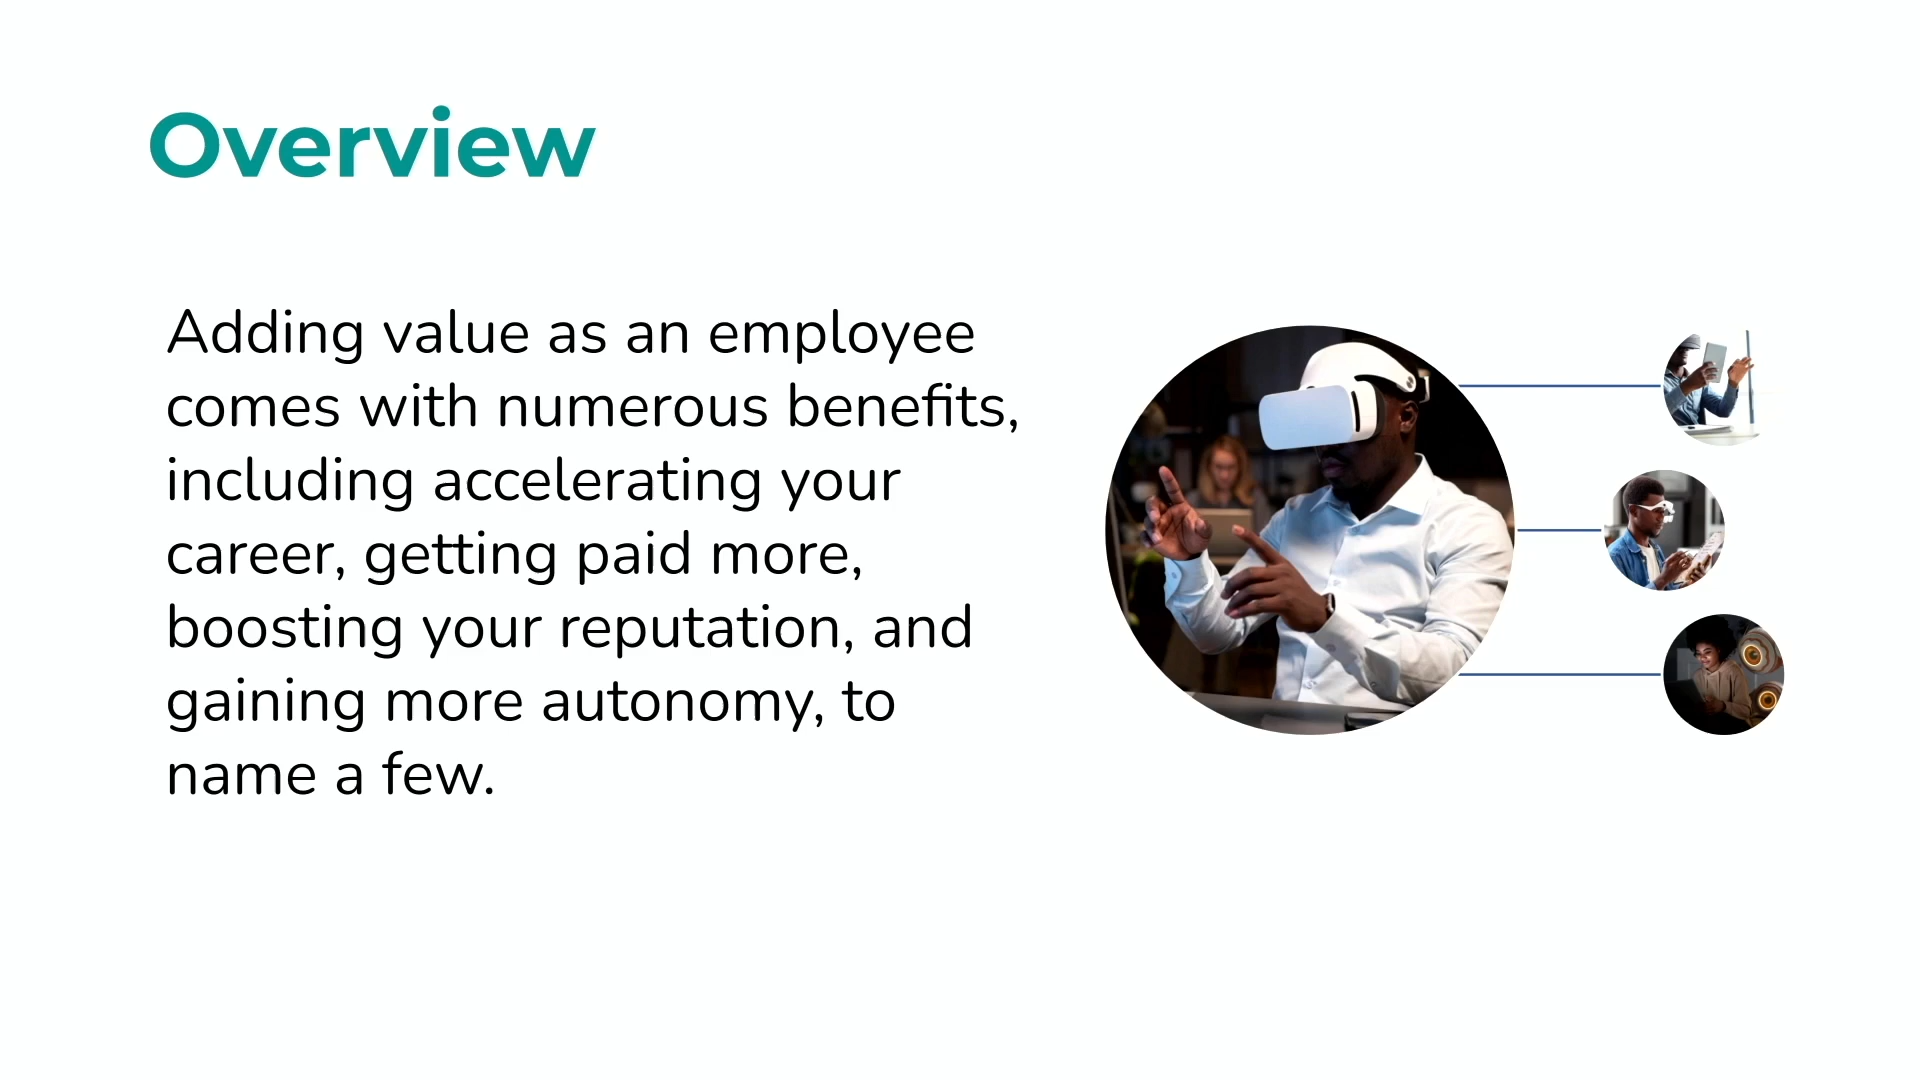 Overview
Adding value as an employee
comes with numerous benefits,
including accelerating your
career, getting paid more,
boosting your reputation, and
gaining more autonomy, to
name a few.